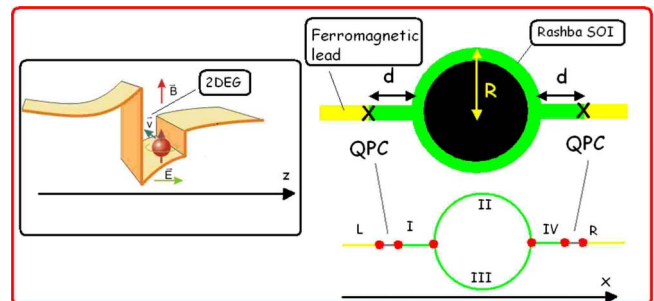 2DEG
B
v
E
z
Ferromagnetic
lead
Rashba SOI
d
d
R
X
X
QPC
QPC
L
I
II
III
IV
R
X